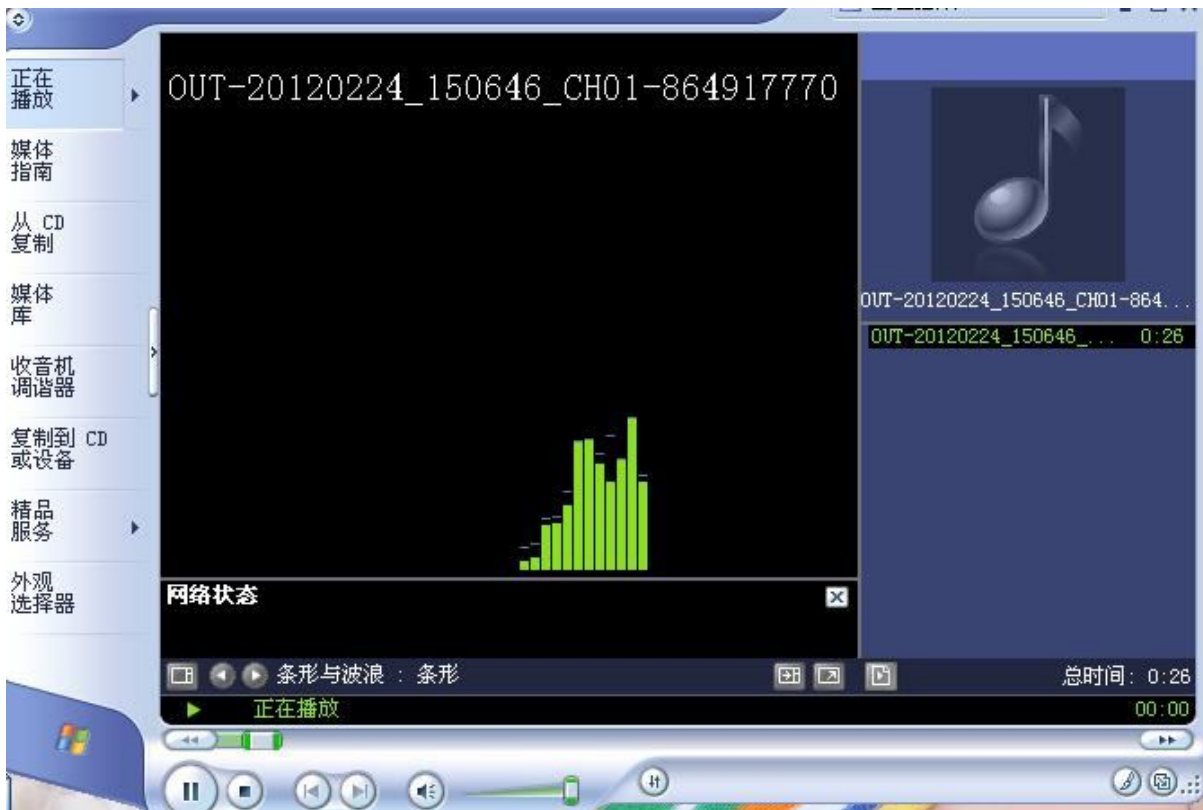 正在
播放
媒体
指南
从 CD
复制
媒体
库
收音机
调谐器
复制到 CD
或设备
精品
服务
外观
选择器
OUT-20120224_150646_CH01-864917770
OUT-20120224_150646_CH01-864...
OUT-20120224_150646_... 0:26
网络状态
条形与波浪 : 条形
总时间: 0:26
正在播放
00:00